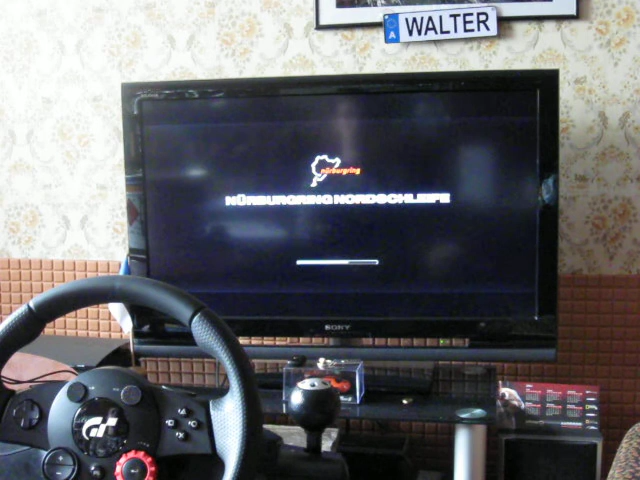 A WALTER
nürburgring
NÜRBURGRING NORDSCHLEIFE
SONY
GT